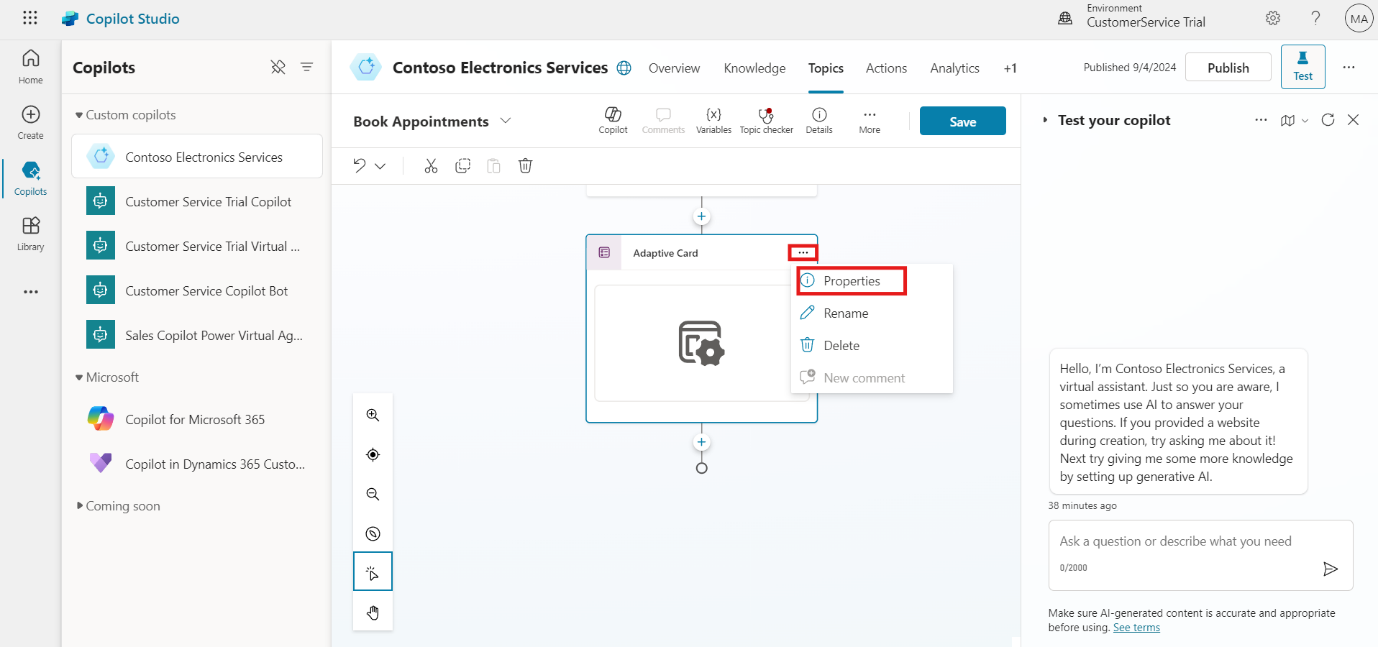 Copilot Studio
Environment
CustomerService Trial
MA
Home
Create
Copilots
Library
Copilots
Custom copilots
Contoso Electronics Services
Customer Service Trial Copilot
Customer Service Trial Virtual ...
Customer Service Copilot Bot
Sales Copilot Power Virtual Ag...
Microsoft
Copilot for Microsoft 365
Copilot in Dynamics 365 Custo...
Coming soon
Contoso Electronics Services
Overview
Knowledge
Topics
Actions
Analytics
+1
Published 9/4/2024
Publish
Test
Book Appointments
Copilot
Comments
{x}
Variables
Topic checker
Details
More
Save
Adaptive Card
Properties
Rename
Delete
New comment
Test your copilot
Hello, I'm Contoso Electronics Services, a
virtual assistant. Just so you are aware, I
sometimes use AI to answer your
questions. If you provided a website
during creation, try asking me about it!
Next try giving me some more knowledge
by setting up generative AI.
38 minutes ago
Ask a question or describe what you need
0/2000
Make sure AI-generated content is accurate and appropriate
before using. See terms